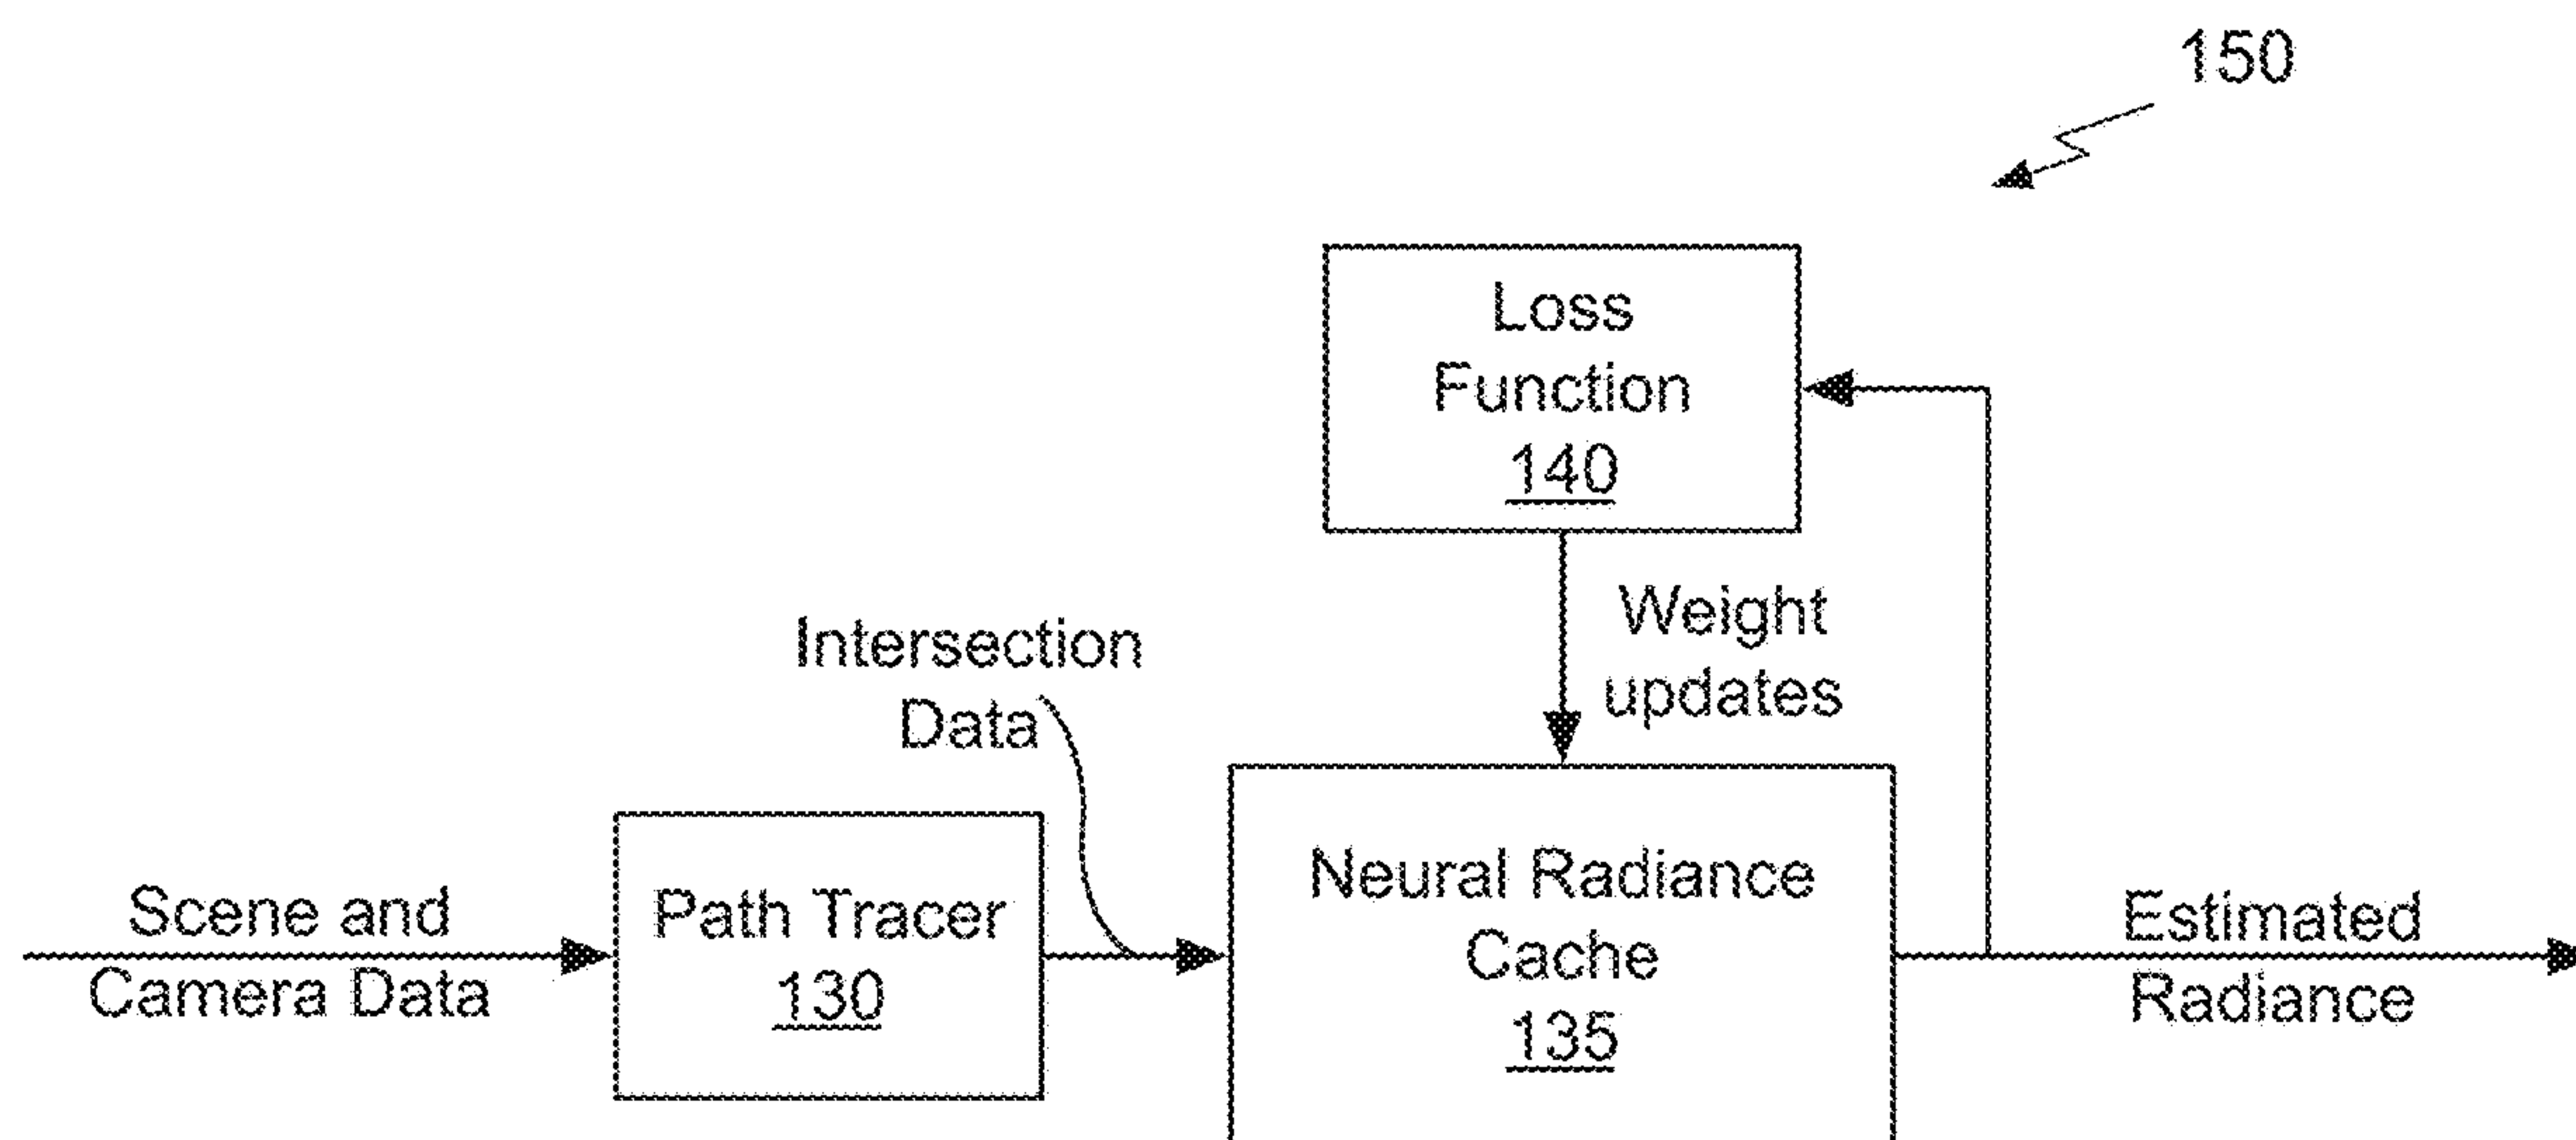 150
Loss
Function
140
Weight
updates
Intersection
Data
Scene and
Camera Data
Path Tracer
130
Neural Radiance
Cache
135
Estimated
Radiance